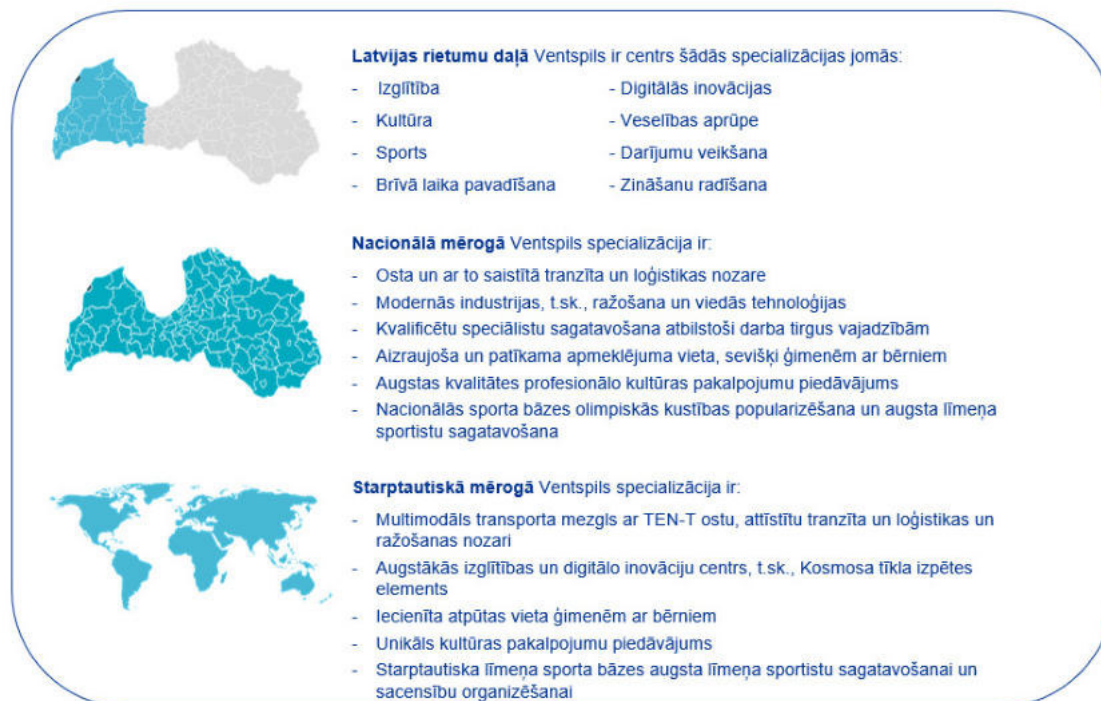 Latvijas rietumu daļā Ventspils ir centrs šādās specializācijas jomās:
- Izglītība - Digitālās inovācijas
- Kultūra - Veselības aprūpe
- Sports - Darījumu veikšana
- Brīvā laika pavadīšana - Zināšanu radīšana
Nacionālā mērogā Ventspils specializācija ir:
- Osta un ar to saistītā tranzīta un loģistikas nozare
- Modernās industrijas, t.sk., ražošana un viedās tehnoloģijas
- Kvalificētu speciālistu sagatavošana atbilstoši darba tirgus vajadzībām
- Aizraujoša un patīkama apmeklējuma vieta, sevišķi ģimenēm ar bērniem
- Augstas kvalitātes profesionālo kultūras pakalpojumu piedāvājums
- Nacionālās sporta bāzes olimpiskās kustības popularizēšana un augsta līmeņa
sportistu sagatavošana
Starptautiskā mērogā Ventspils specializācija ir:
- Multimodāls transporta mezgls ar TEN-T ostu, attīstītu tranzīta un loģistikas un
ražošanas nozari
- Augstākās izglītības un digitālo inovāciju centrs, t.sk., Kosmosa tīkla izpētes
elements
- Iecienīta atpūtas vieta ģimenēm ar bērniem
- Unikāls kultūras pakalpojumu piedāvājums
- Starptautiska līmeņa sporta bāzes augsta līmeņa sportistu sagatavošanai un
sacensību organizēšanai